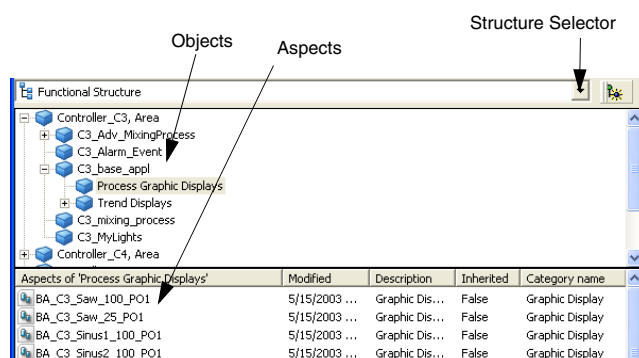 Structure Selector
Objects
Aspects
Functional Structure
Controller_C3, Area
C3_Adv_MixingProcess
C3_Alarm_Event
C3_base_appl
Process Graphic Displays
Trend Displays
C3_mixing_process
C3_MyLights
Controller_C4, Area
Aspects of 'Process Graphic Displays' Modified Description Inherited Category name
BA_C3_Saw_100_PO1 5/15/2003 ... Graphic Dis... False Graphic Display
BA_C3_Saw_25_PO1 5/15/2003 ... Graphic Dis... False Graphic Display
BA_C3_Sinus1_100_PO1 5/15/2003 ... Graphic Dis... False Graphic Display
BA_C3_Sinus2_100_PO1 5/15/2003 ... Graphic Dis... False Graphic Display